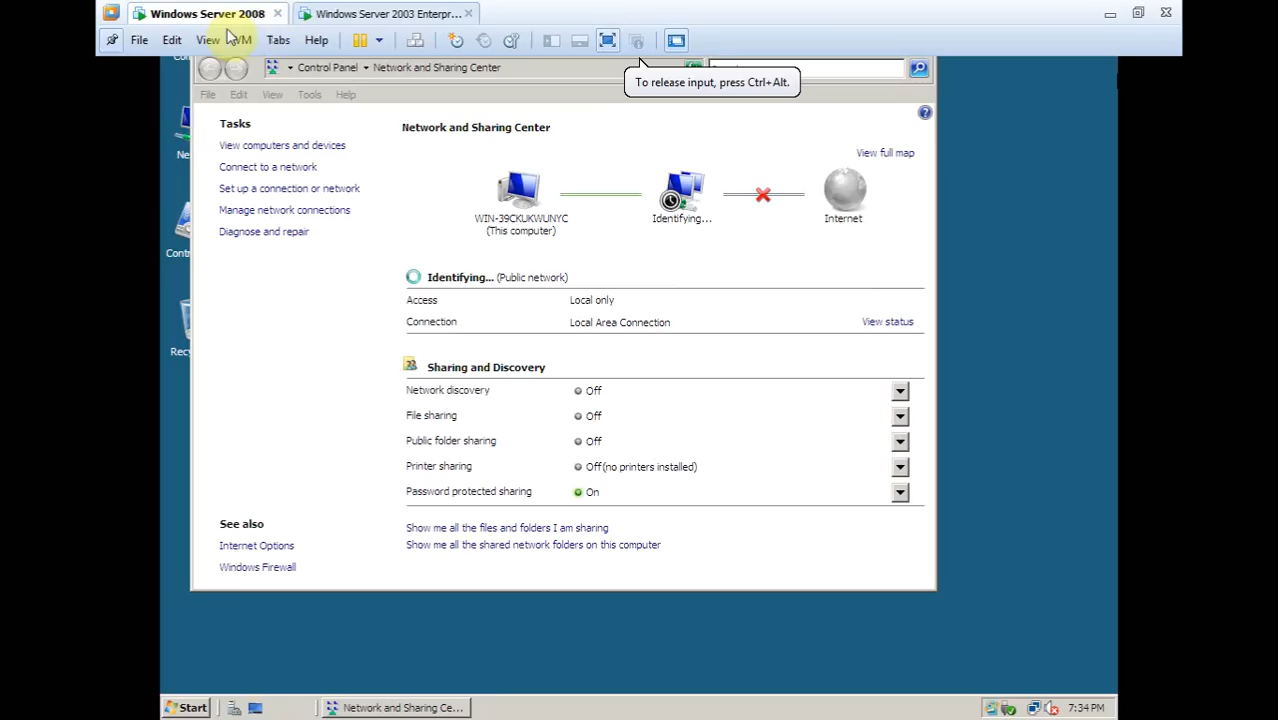 Windows Server 2008
Windows Server 2003 Enterpr...
File Edit View VM Tabs Help
To release input, press Ctrl+Alt.
Control Panel Network and Sharing Center
File Edit View Tools Help
Tasks
View computers and devices
Connect to a network
Set up a connection or network
Manage network connections
Diagnose and repair
See also
Internet Options
Windows Firewall
Network and Sharing Center
View full map
WIN-39CKUKWUNYC
(This computer)
Identifying...
Internet
Identifying... (Public network)
Access Local only
Connection Local Area Connection View status
Sharing and Discovery
Network discovery Off
File sharing Off
Public folder sharing Off
Printer sharing Off (no printers installed)
Password protected sharing On
Show me all the files and folders I am sharing
Show me all the shared network folders on this computer
Ne
Contr
Recy
Start
Network and Sharing Ce...
7:34 PM